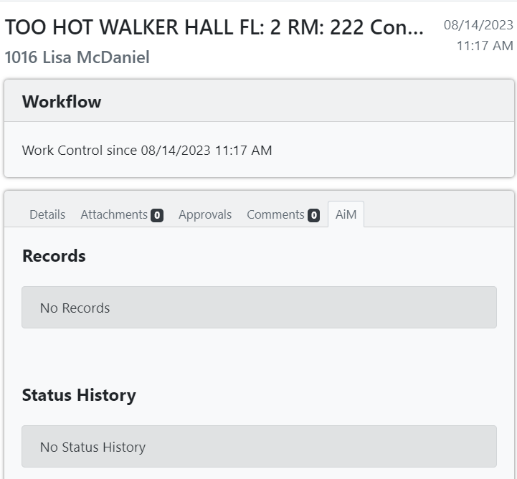 TOO HOT WALKER HALL FL: 2 RM: 222 Con...
08/14/2023
11:17 AM
1016 Lisa McDaniel
Workflow
Work Control since 08/14/2023 11:17 AM
Details Attachments 0 Approvals Comments 0 AiM
Records
No Records
Status History
No Status History